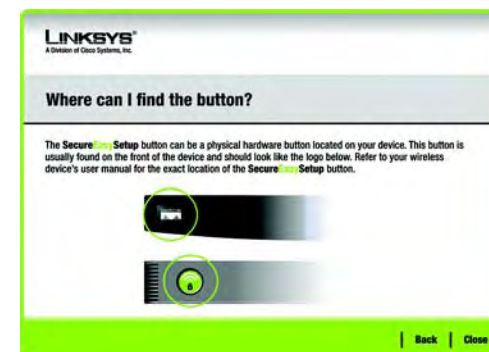 LINKSYS®
A Division of Cisco Systems, Inc.
Where can I find the button?
The SecureEasySetup button can be a physical hardware button located on your device. This button is
usually found on the front of the device and should look like the logo below. Refer to your wireless
device's user manual for the exact location of the SecureEasySetup button.
Back | Close